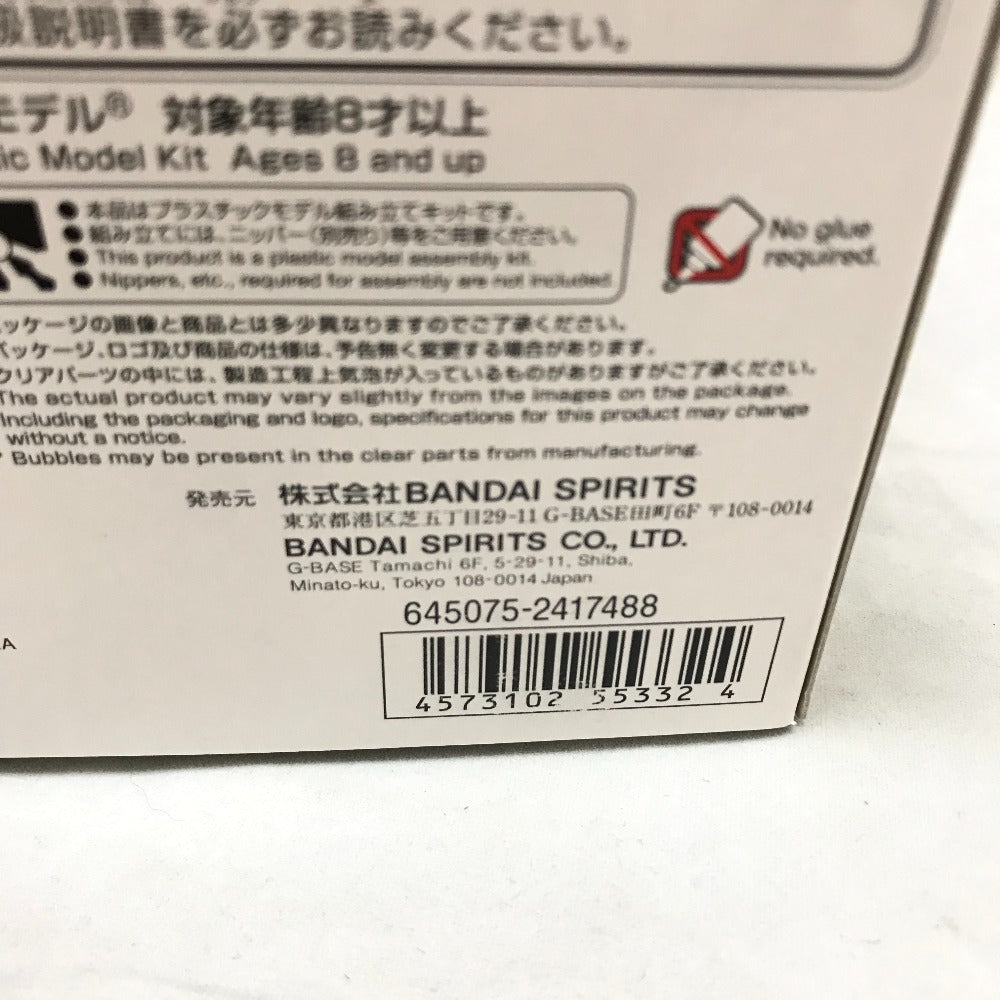 扱説明書を必ずお読みください。
モデル® 対象年齢8才以上
ic Model Kit Ages 8 and up
● 本品はプラスチックモデル組み立てキットです。
● 組み立てには、ニッパー(別売り)等をご用意ください。
● This product is a plastic model assembly kit.
● Nippers, etc., required for assembly are not included.
No glue
required.
ッケージの画像と商品とは多少異なりますのでご了承ください。
パッケージ、ロゴ及び商品の仕様は、予告無く変更する場合があります。
クリアパーツの中には、製造工程上気泡が入っているものがありますがご了承ください。
The actual product may vary slightly from the images on the package.
Including the packaging and logo, specifications for this product may change
without a notice.
* Bubbles may be present in the clear parts from manufacturing.
発売元 株式会社BANDAI SPIRITS
東京都港区芝五丁目29-11 G-BASE田町6F 〒108-0014
BANDAI SPIRITS CO., LTD.
G-BASE Tamachi 6F, 5-29-11, Shiba,
Minato-ku, Tokyo 108-0014 Japan
645075-2417488
A
4573102 55332 4